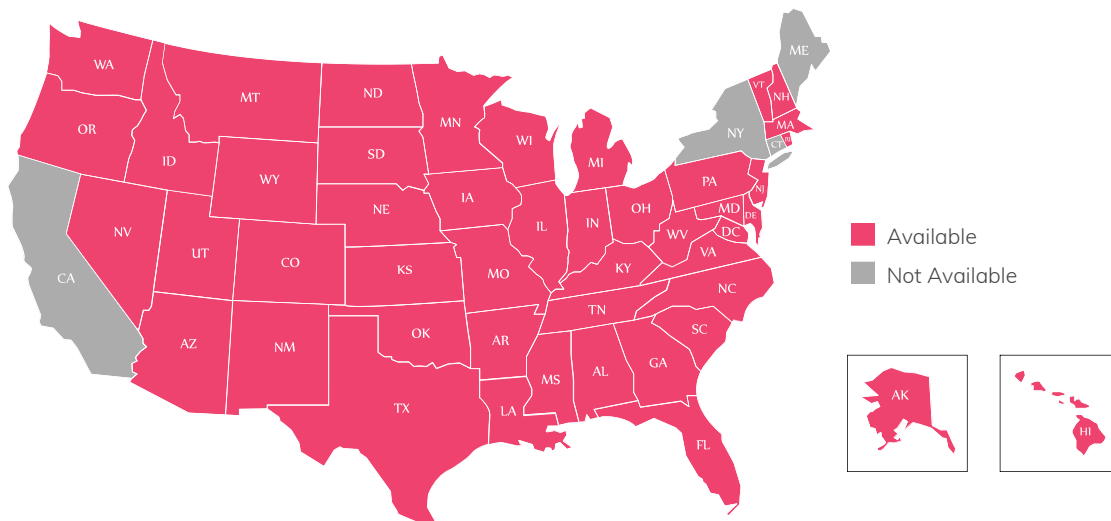 ME
WA
VT
NH
MT
ND
MN
OR
MA
WI
NY
RI
CT
SD
ID
MI
WY
PA
NJ
IA
NE
OH
MD
DE
IL
IN
NV
WV
DC
UT
CO
VA
KS
MO
KY
CA
NC
TN
SC
OK
AZ
NM
AR
GA
MS
AL
TX
LA
FL
Available
Not Available
AK
HI